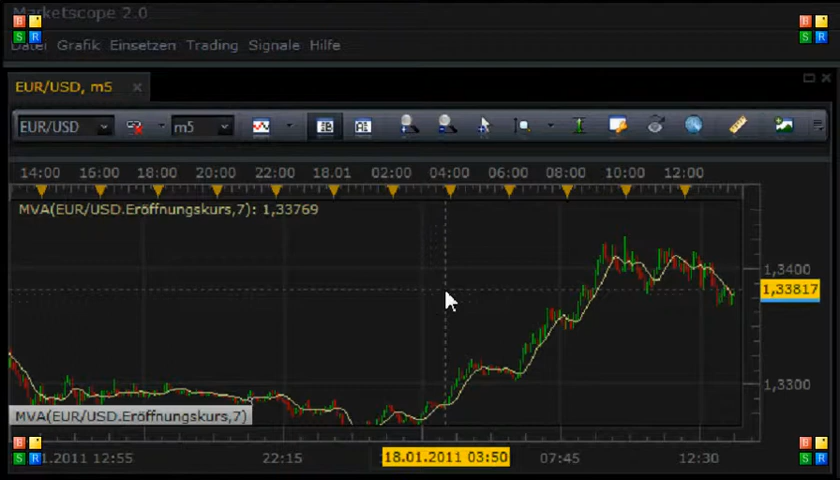 Marketscope 2.0
Datei Grafik Einsetzen Trading Signale Hilfe
EUR/USD, m5
EUR/USD m5
14:00 16:00 18:00 20:00 22:00 18.01 02:00 04:00 06:00 08:00 10:00 12:00
MVA(EUR/USD.Eröffnungskurs,7): 1,33769
1,3400
1,33817
1,3300
MVA(EUR/USD.Eröffnungskurs,7)
1.2011 12:55 22:15 18.01.2011 03:50 07:45 12:30